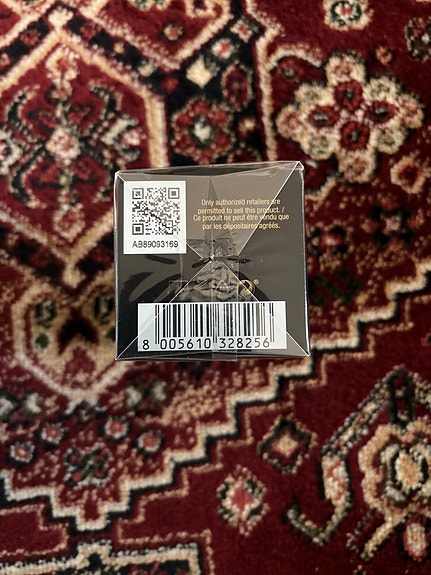 Only authorized retailers are
permitted to sell this product. /
Ce produit ne peut être vendu que
par les dépositaires agréés.
AB89093169
®
8 005610 328256